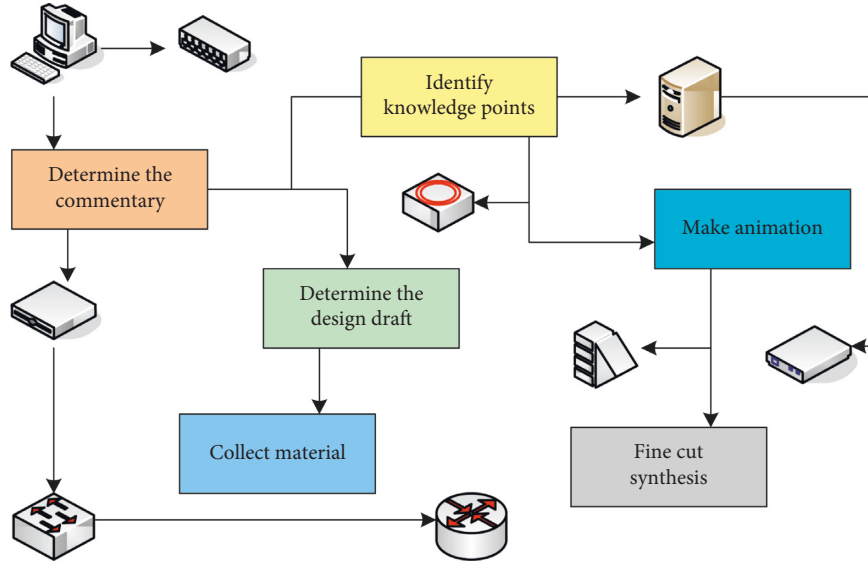 Identify
knowledge points
Determine the
commentary
Make animation
Determine the
design draft
Collect material
Fine cut
synthesis